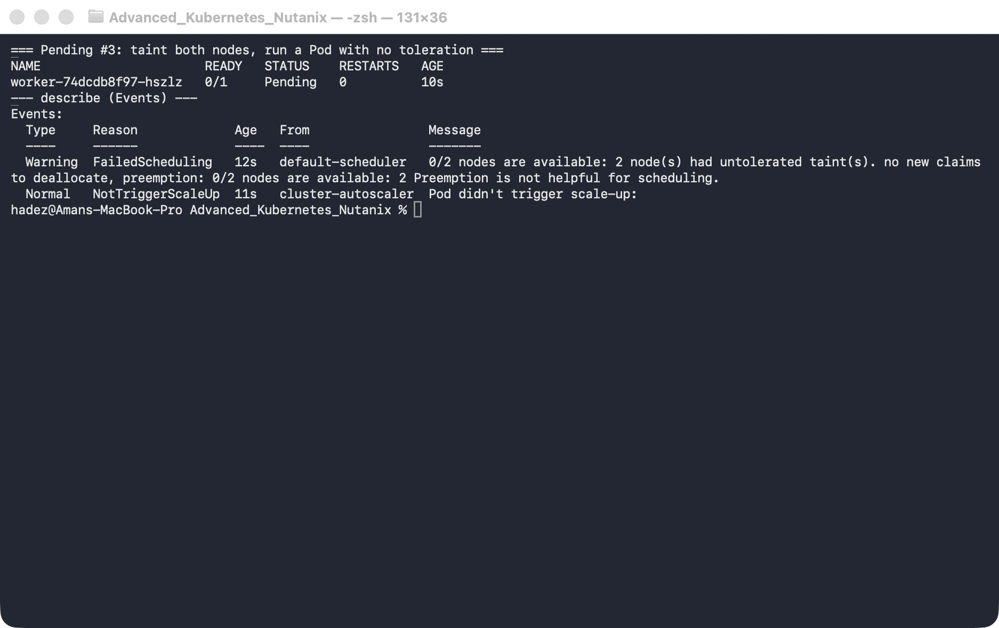 Advanced_Kubernetes_Nutanix — -zsh — 131×36
=== Pending #3: taint both nodes, run a Pod with no toleration ===
NAME                      READY   STATUS    RESTARTS   AGE
worker-74dcdb8f97-hszlz   0/1     Pending   0          10s
--- describe (Events) ---
Events:
  Type     Reason             Age   From                Message
  ----     ------             ----  ----                -------
  Warning  FailedScheduling   12s   default-scheduler   0/2 nodes are available: 2 node(s) had untolerated taint(s). no new claims
to deallocate, preemption: 0/2 nodes are available: 2 Preemption is not helpful for scheduling.
  Normal   NotTriggerScaleUp  11s   cluster-autoscaler  Pod didn't trigger scale-up:
hadez@Amans-MacBook-Pro Advanced_Kubernetes_Nutanix %